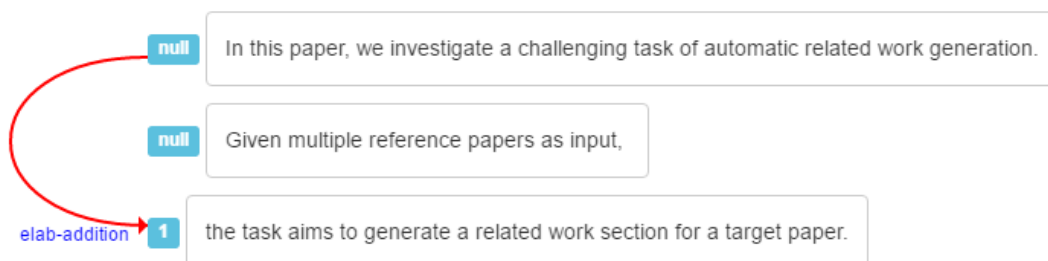 null In this paper, we investigate a challenging task of automatic related work generation.
null Given multiple reference papers as input,
elab-addition 1 the task aims to generate a related work section for a target paper.